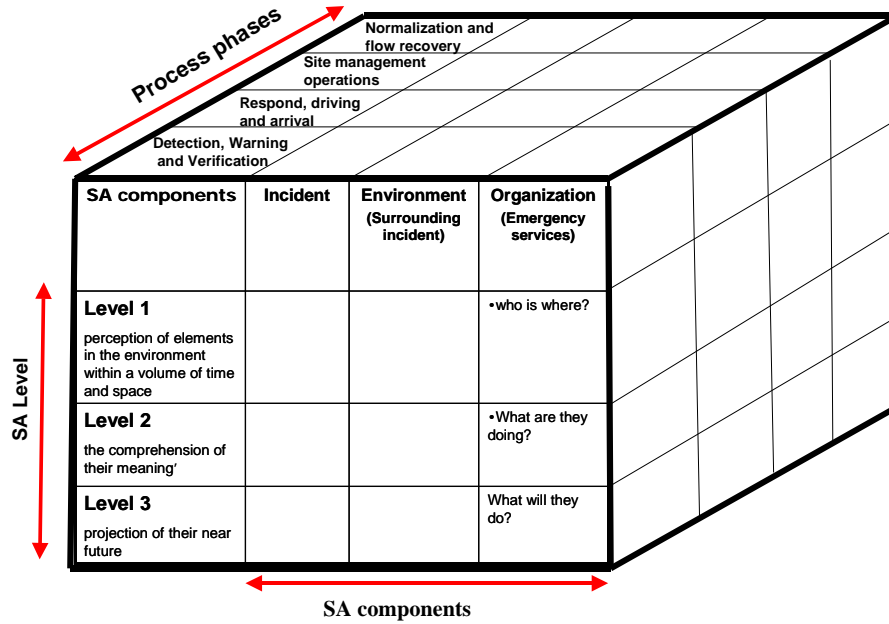 Process phases
Normalization and
flow recovery
Site management
operations
Respond, driving
and arrival
Detection, Warning
and Verification
SA components
Incident
Environment
(Surrounding
incident)
Organization
(Emergency
services)
SA Level
Level 1
perception of elements
in the environment
within a volume of time
and space
•who is where?
Level 2
the comprehension of
their meaning’
•What are they
doing?
Level 3
projection of their near
future
What will they
do?
SA components